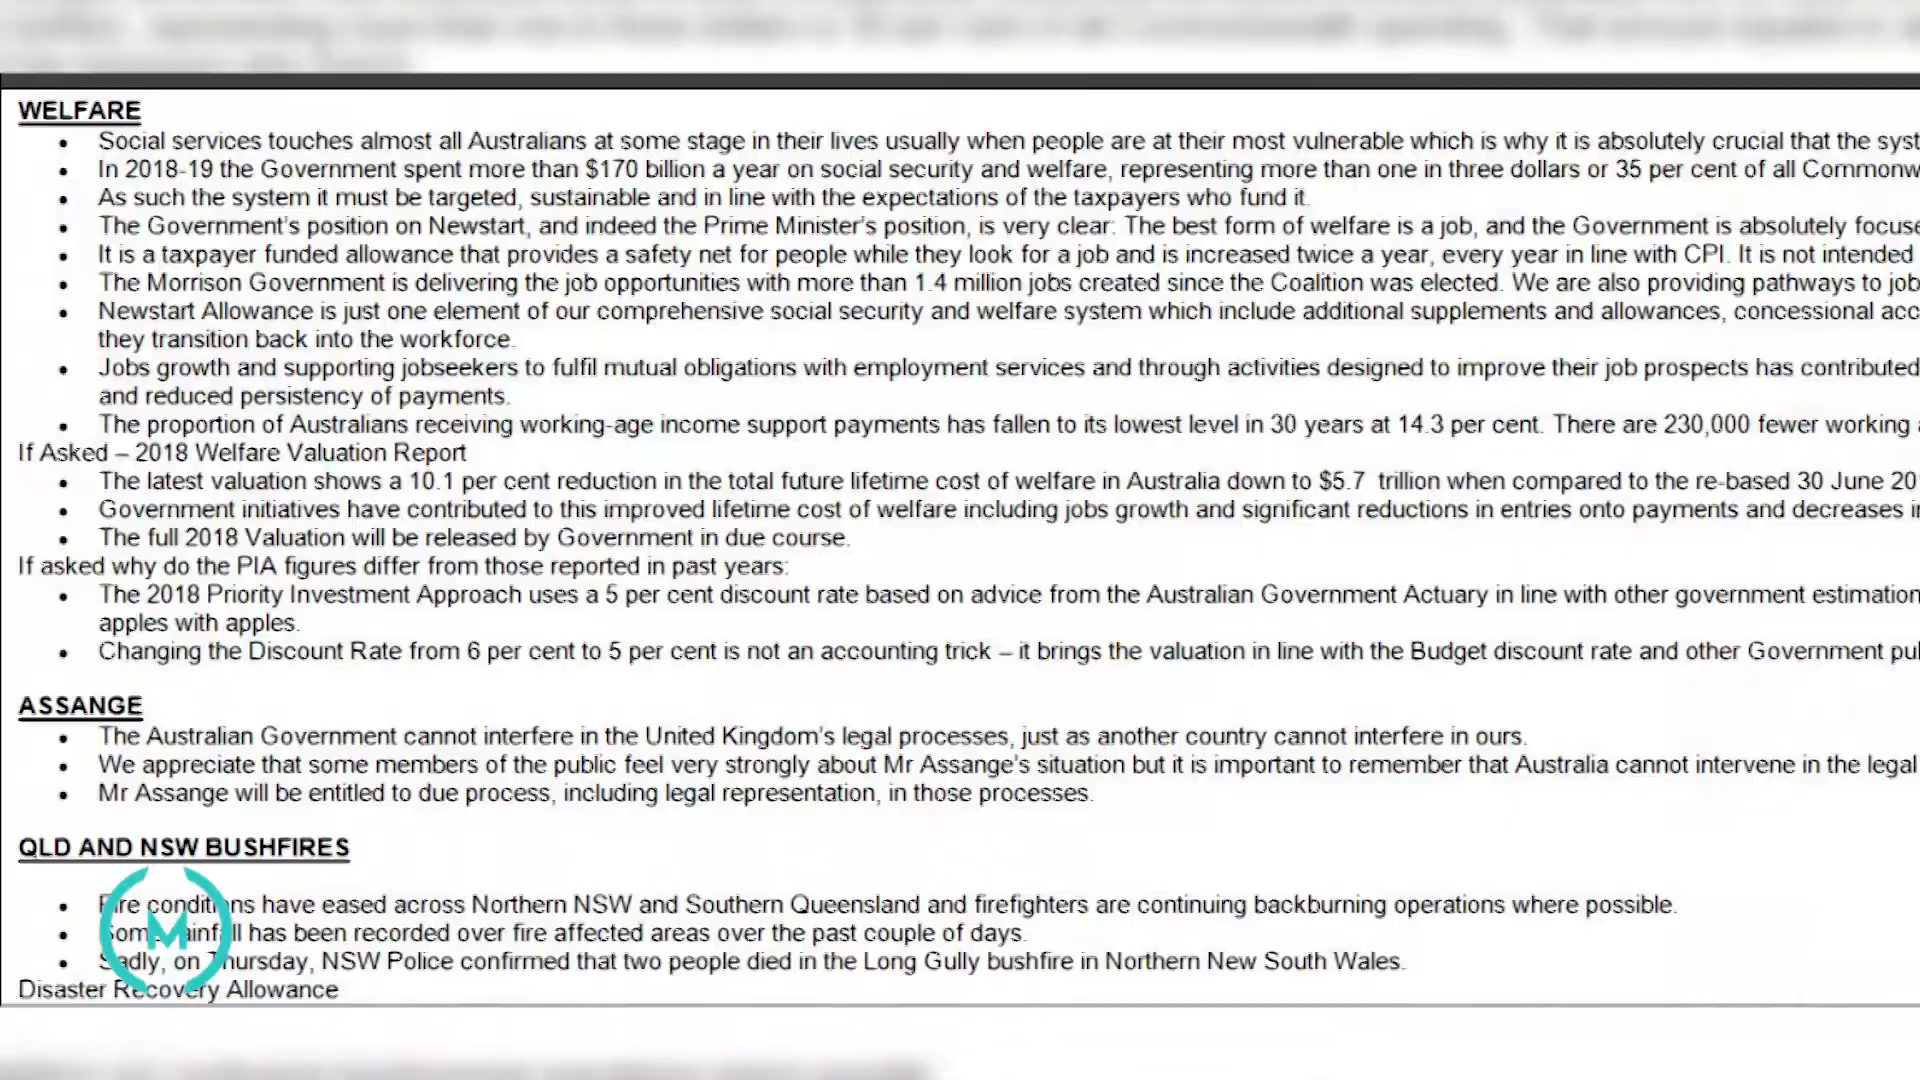 WELFARE
• Social services touches almost all Australians at some stage in their lives usually when people are at their most vulnerable which is why it is absolutely crucial that the syst
• In 2018-19 the Government spent more than $170 billion a year on social security and welfare, representing more than one in three dollars or 35 per cent of all Commonw
• As such the system it must be targeted, sustainable and in line with the expectations of the taxpayers who fund it.
• The Government's position on Newstart, and indeed the Prime Minister's position, is very clear: The best form of welfare is a job, and the Government is absolutely focuse
• It is a taxpayer funded allowance that provides a safety net for people while they look for a job and is increased twice a year, every year in line with CPI. It is not intended
• The Morrison Government is delivering the job opportunities with more than 1.4 million jobs created since the Coalition was elected. We are also providing pathways to job
• Newstart Allowance is just one element of our comprehensive social security and welfare system which include additional supplements and allowances, concessional acc
they transition back into the workforce.
• Jobs growth and supporting jobseekers to fulfil mutual obligations with employment services and through activities designed to improve their job prospects has contributed
and reduced persistency of payments.
• The proportion of Australians receiving working-age income support payments has fallen to its lowest level in 30 years at 14.3 per cent. There are 230,000 fewer working a
If Asked – 2018 Welfare Valuation Report
• The latest valuation shows a 10.1 per cent reduction in the total future lifetime cost of welfare in Australia down to $5.7 trillion when compared to the re-based 30 June 20
• Government initiatives have contributed to this improved lifetime cost of welfare including jobs growth and significant reductions in entries onto payments and decreases in
• The full 2018 Valuation will be released by Government in due course.
If asked why do the PIA figures differ from those reported in past years:
• The 2018 Priority Investment Approach uses a 5 per cent discount rate based on advice from the Australian Government Actuary in line with other government estimation
apples with apples.
• Changing the Discount Rate from 6 per cent to 5 per cent is not an accounting trick – it brings the valuation in line with the Budget discount rate and other Government pul
ASSANGE
• The Australian Government cannot interfere in the United Kingdom's legal processes, just as another country cannot interfere in ours.
• We appreciate that some members of the public feel very strongly about Mr Assange's situation but it is important to remember that Australia cannot intervene in the legal
• Mr Assange will be entitled to due process, including legal representation, in those processes.
QLD AND NSW BUSHFIRES
• Fire conditions have eased across Northern NSW and Southern Queensland and firefighters are continuing backburning operations where possible.
• Some rainfall has been recorded over fire affected areas over the past couple of days.
• Sadly, on Thursday, NSW Police confirmed that two people died in the Long Gully bushfire in Northern New South Wales.
Disaster Recovery Allowance
M